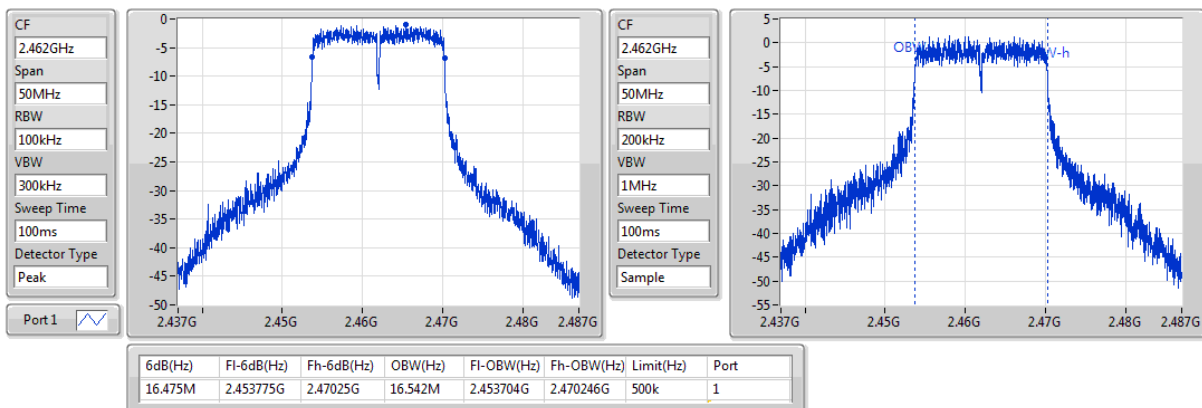 CF
2.462GHz
Span
50MHz
RBW
100kHz
VBW
300kHz
Sweep Time
100ms
Detector Type
Peak
Port 1
0
-5
-10
-15
-20
-25
-30
-35
-40
-45
-50
2.437G 2.45G 2.46G 2.47G 2.48G 2.487G
CF
2.462GHz
Span
50MHz
RBW
200kHz
VBW
1MHz
Sweep Time
100ms
Detector Type
Sample
5
0
-5
-10
-15
-20
-25
-30
-35
-40
-45
-50
-55
2.437G 2.45G 2.46G 2.47G 2.48G 2.487G
6dB(Hz) Fl-6dB(Hz) Fh-6dB(Hz) OBW(Hz) Fl-OBW(Hz) Fh-OBW(Hz) Limit(Hz) Port
16.475M 2.453775G 2.47025G 16.542M 2.453704G 2.470246G 500k 1